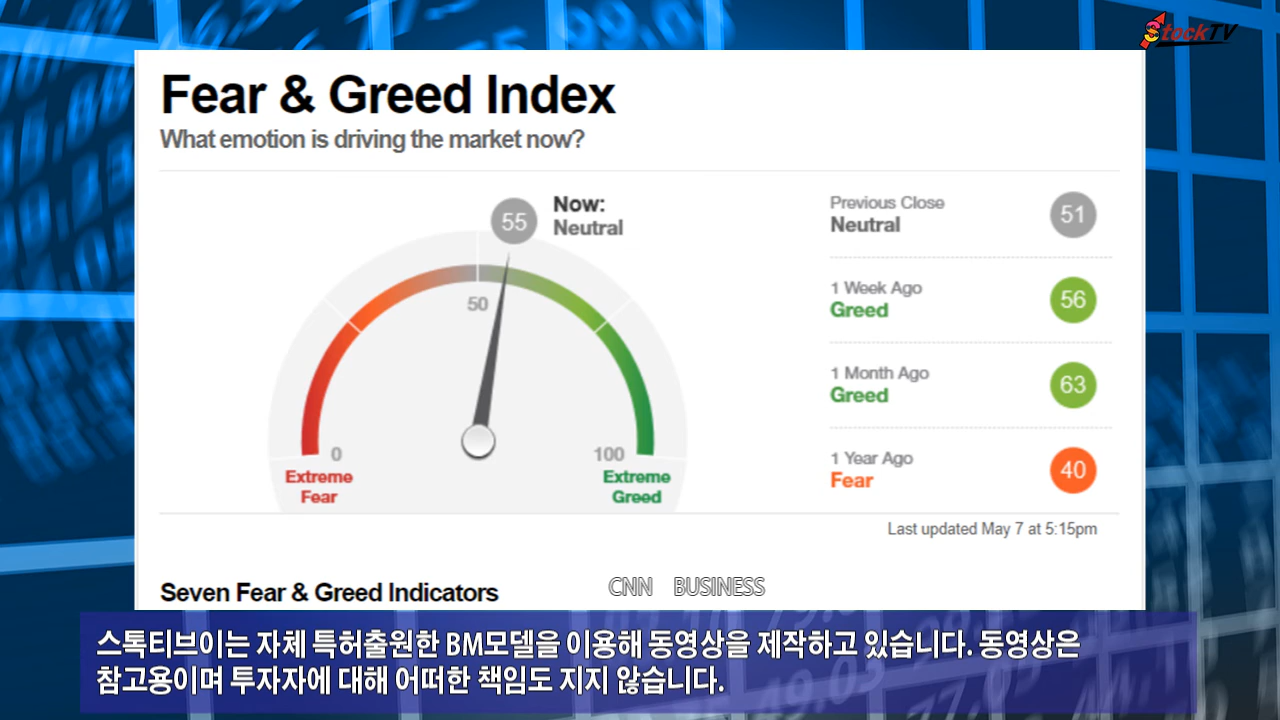 StockTV
Fear & Greed Index
What emotion is driving the market now?
55
Now:
Neutral
50
0
100
Extreme
Fear
Extreme
Greed
Previous Close
Neutral
51
1 Week Ago
Greed
56
1 Month Ago
Greed
63
1 Year Ago
Fear
40
Last updated May 7 at 5:15pm
Seven Fear & Greed Indicators
CNN BUSINESS
스톡티브이는 자체 특허출원한 BM모델을 이용해 동영상을 제작하고 있습니다. 동영상은
참고용이며 투자자에 대해 어떠한 책임도 지지 않습니다.